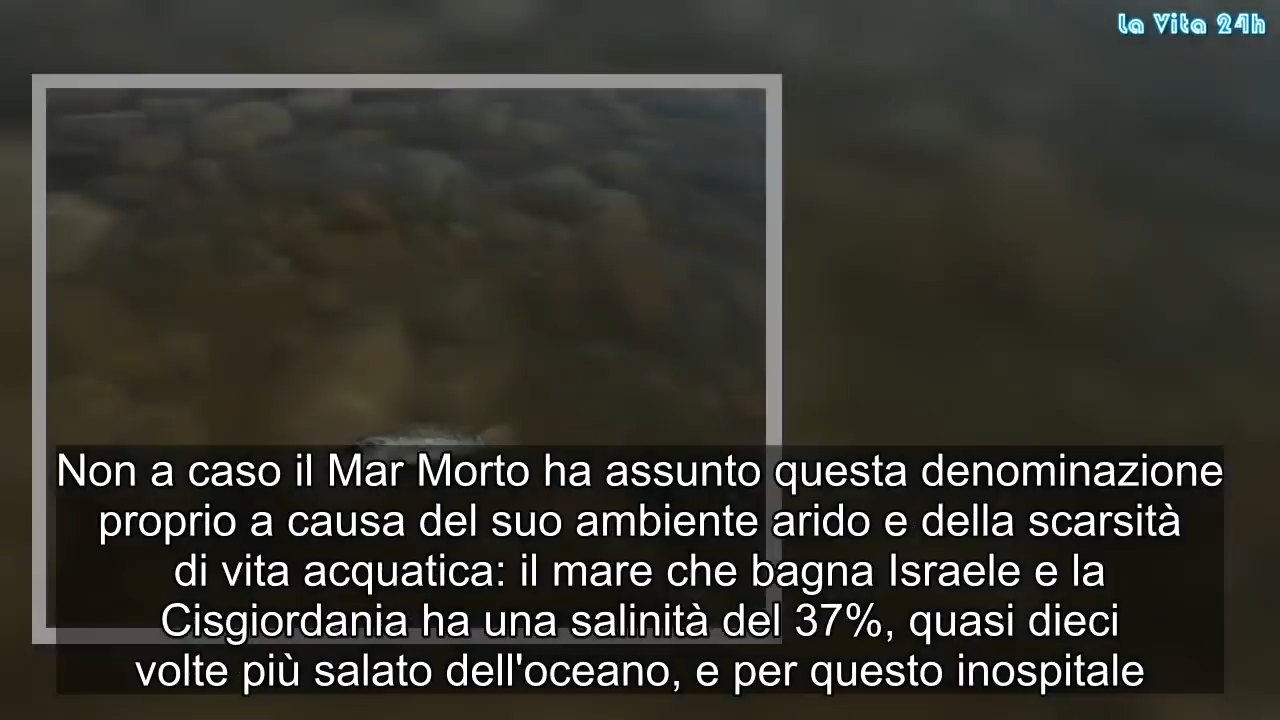 La Vita 24h
Non a caso il Mar Morto ha assunto questa denominazione
proprio a causa del suo ambiente arido e della scarsità
di vita acquatica: il mare che bagna Israele e la
Cisgiordania ha una salinità del 37%, quasi dieci
volte più salato dell'oceano, e per questo inospitale